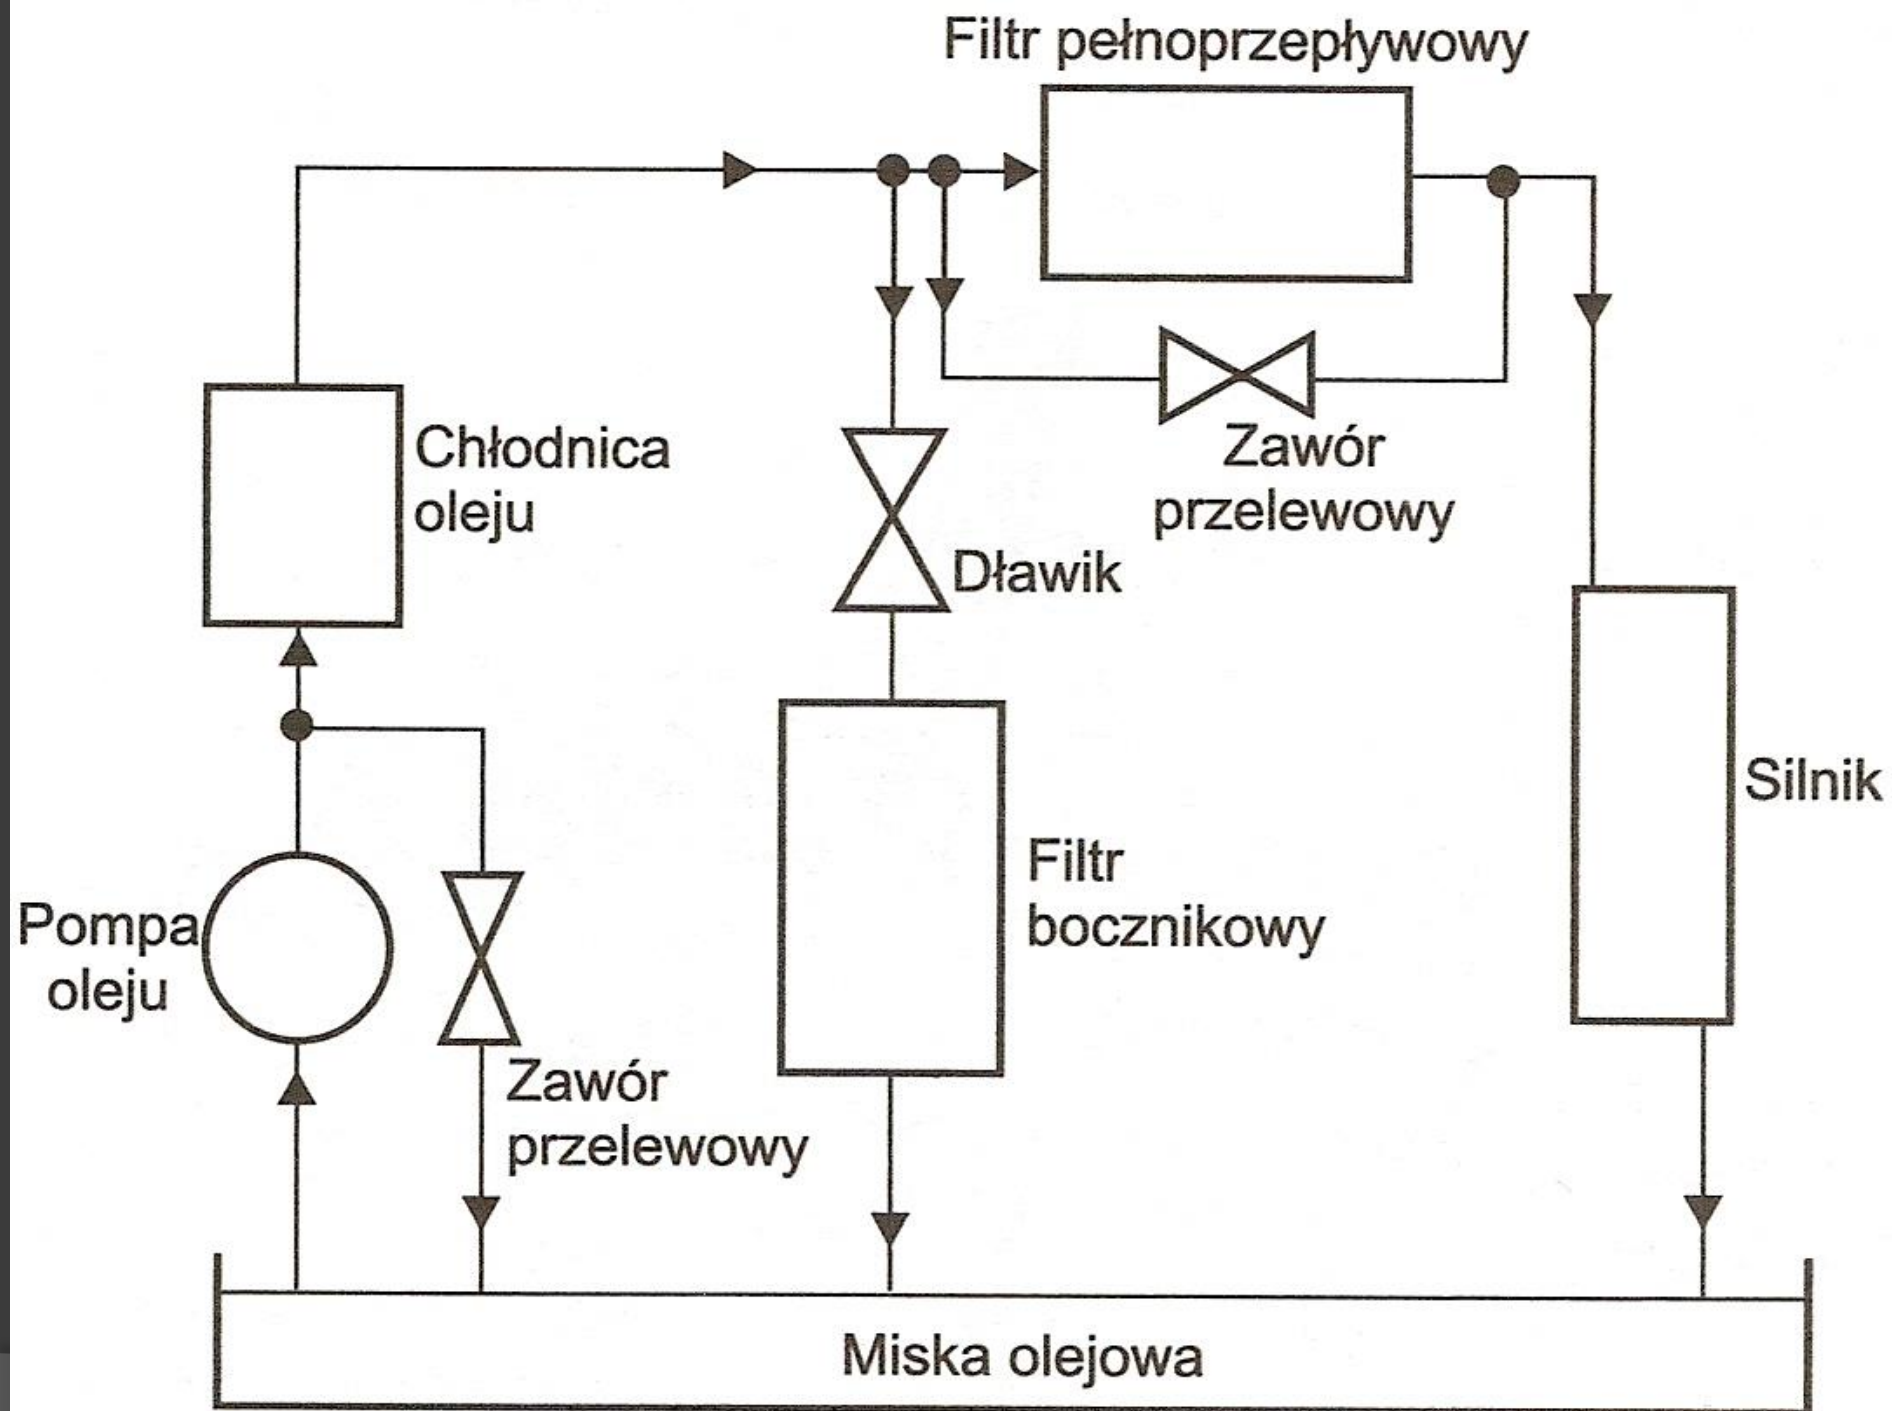 Filtr pełnoprzepływowy
Chłodnica
oleju
Zawór
przelewowy
Dławik
Silnik
Filtr
bocznikowy
Pompa
oleju
Zawór
przelewowy
Miska olejowa